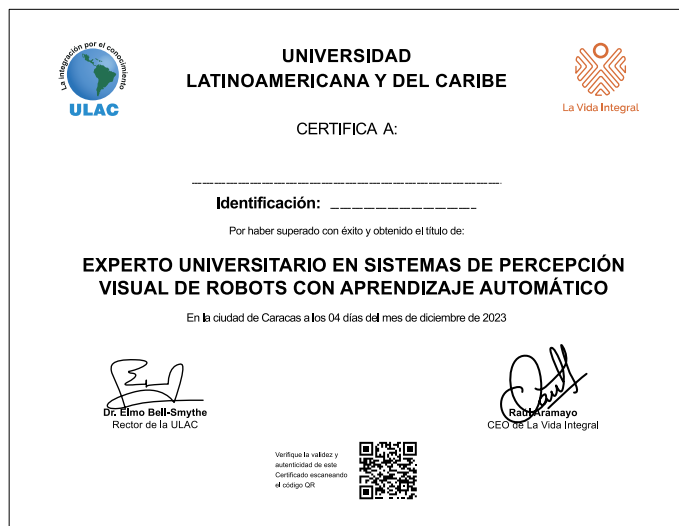 La integración por el conocimiento
ULAC
UNIVERSIDAD
LATINOAMERICANA Y DEL CARIBE
La Vida Integral
CERTIFICA A:
Identificación:
Por haber superado con éxito y obtenido el título de:
EXPERTO UNIVERSITARIO EN SISTEMAS DE PERCEPCIÓN
VISUAL DE ROBOTS CON APRENDIZAJE AUTOMÁTICO
En la ciudad de Caracas a los 04 días del mes de diciembre de 2023
Dr. Elmo Bell-Smythe
Rector de la ULAC
Raúl Aramayo
CEO de La Vida Integral
Verifique la validez y
autenticidad de este
Certificado escaneando
el código QR